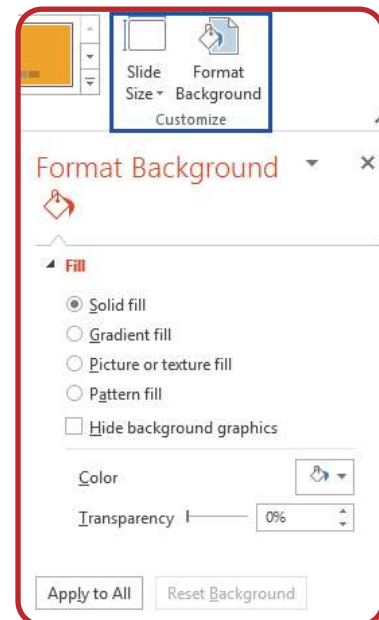 Slide Format
Size Background
Customize
Format Background
Fill
Solid fill
Gradient fill
Picture or texture fill
Pattern fill
Hide background graphics
Color
Transparency 0%
Apply to All Reset Background